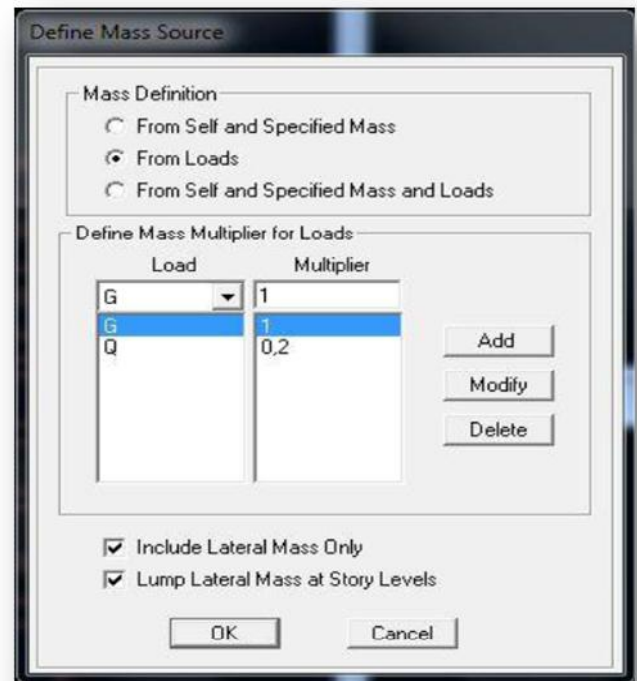 Define Mass Source
Mass Definition
From Self and Specified Mass
From Loads
From Self and Specified Mass and Loads
Define Mass Multiplier for Loads
Load Multiplier
G 1
G 1
Q 0,2
Add
Modify
Delete
Include Lateral Mass Only
Lump Lateral Mass at Story Levels
OK Cancel